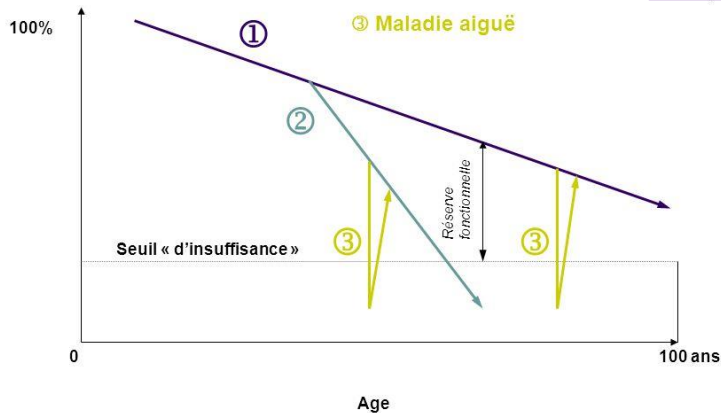 ③ Maladie aiguë
100%
①
②
Réserve
fonctionnelle
③
③
Seuil « d’insuffisance »
0
100 ans
Age